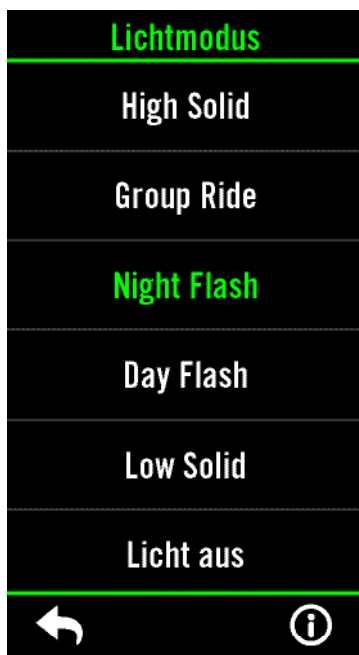 Lichtmodus
High Solid
Group Ride
Night Flash
Day Flash
Low Solid
Licht aus